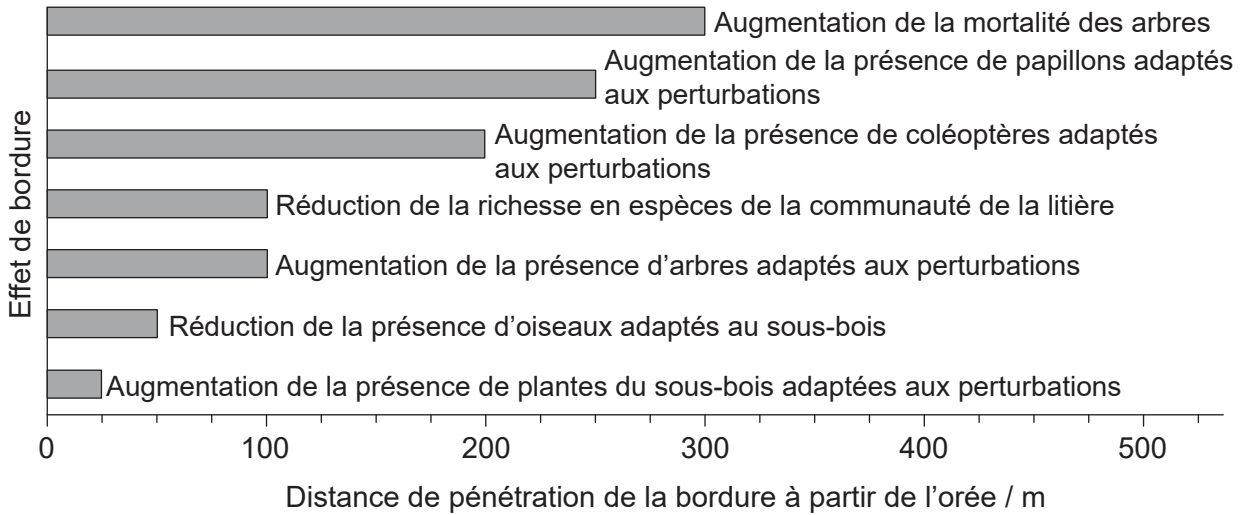 Augmentation de la mortalité des arbres
Augmentation de la présence de papillons adaptés
aux perturbations
Augmentation de la présence de coléoptères adaptés
aux perturbations
Réduction de la richesse en espèces de la communauté de la litière
Augmentation de la présence d’arbres adaptés aux perturbations
Réduction de la présence d’oiseaux adaptés au sous-bois
Augmentation de la présence de plantes du sous-bois adaptées aux perturbations
Effet de bordure
0 100 200 300 400 500
Distance de pénétration de la bordure à partir de l’orée / m